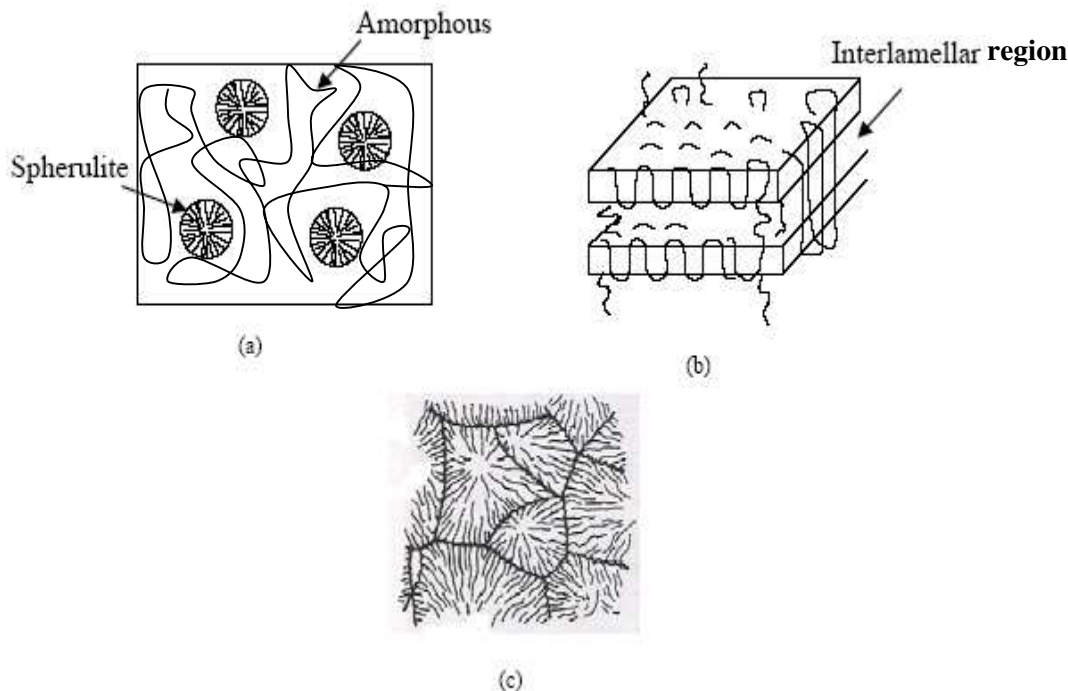 Amorphous
Interlamellar region
Spherulite
(a)
(b)
(c)